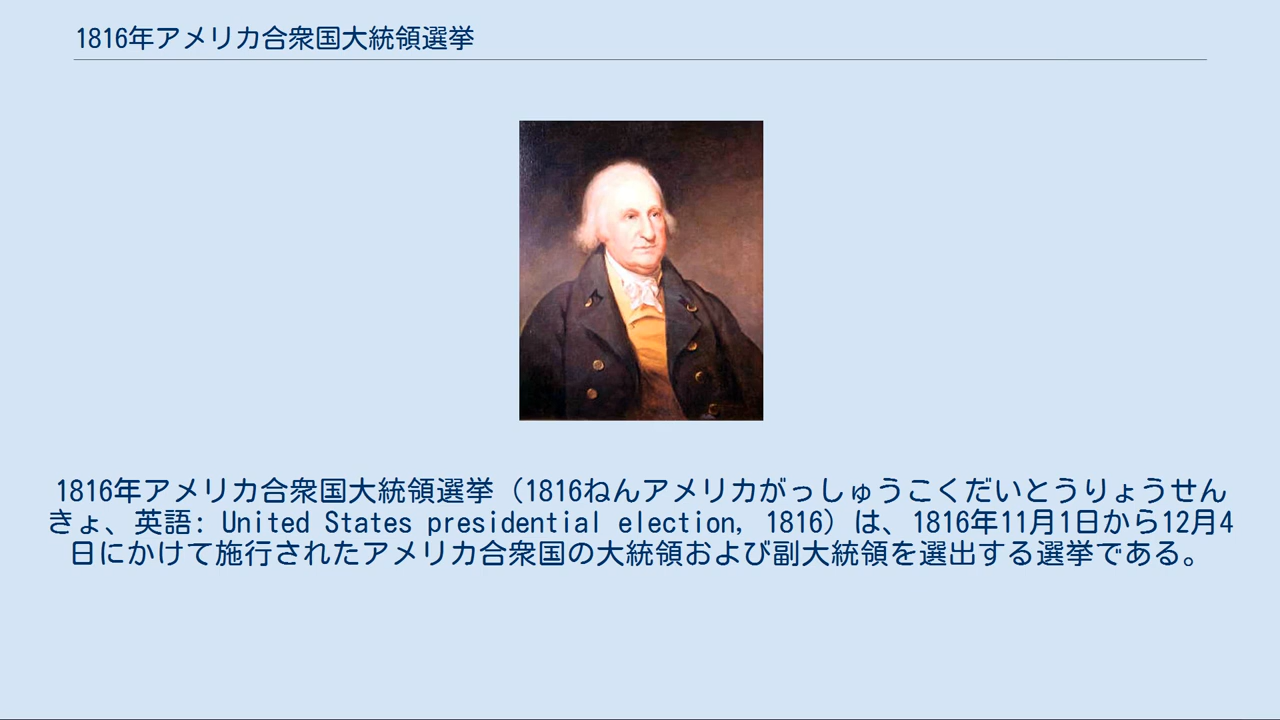 1816年アメリカ合衆国大統領選挙
1816年アメリカ合衆国大統領選挙（1816ねんアメリカがっしゅうこくだいとうりょうせん
きょ、英語: United States presidential election, 1816）は、1816年11月1日から12月4
日にかけて施行されたアメリカ合衆国の大統領および副大統領を選出する選挙である。